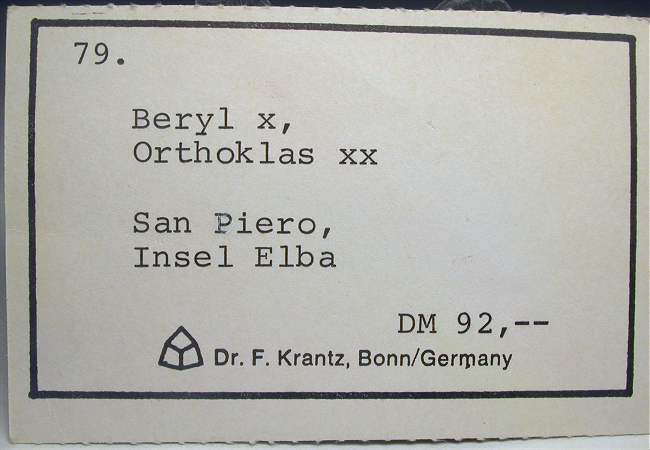 79.
Beryl x,
Orthoklas xx
San Piero,
Insel Elba
DM 92,--
Dr. F. Krantz, Bonn/Germany